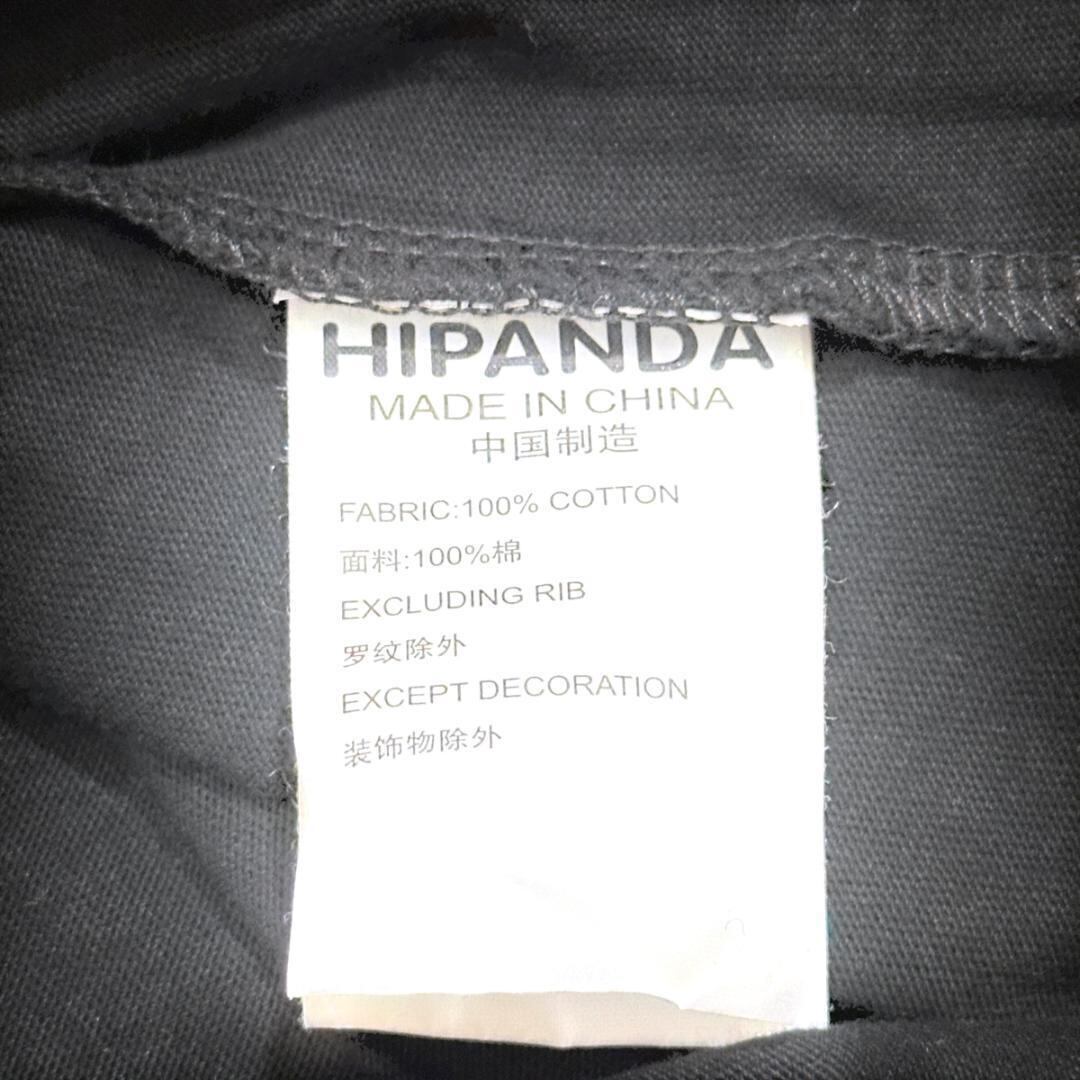 HIPANDA
MADE IN CHINA
中国制造
FABRIC:100% COTTON
面料:100%棉
EXCLUDING RIB
罗纹除外
EXCEPT DECORATION
装饰物除外